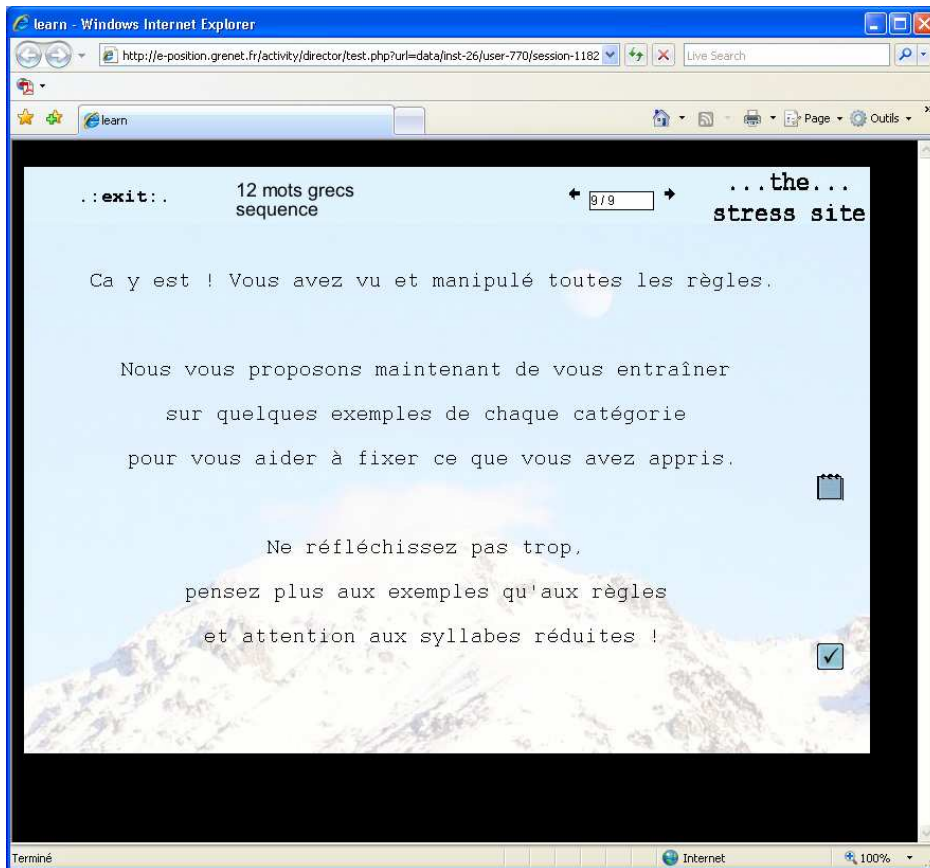 learn - Windows Internet Explorer
http://e-position.grenet.fr/activity/director/test.php?url=data/inst-26/user-770/session-1182
Live Search
learn
Page
Outils
.:exit:.
12 mots grecs
sequence
9 / 9
...the...
stress site
Ca y est ! Vous avez vu et manipulé toutes les règles.
Nous vous proposons maintenant de vous entraîner
sur quelques exemples de chaque catégorie
pour vous aider à fixer ce que vous avez appris.
Ne réfléchissez pas trop,
pensez plus aux exemples qu'aux règles
et attention aux syllabes réduites !
Terminé
Internet
100%